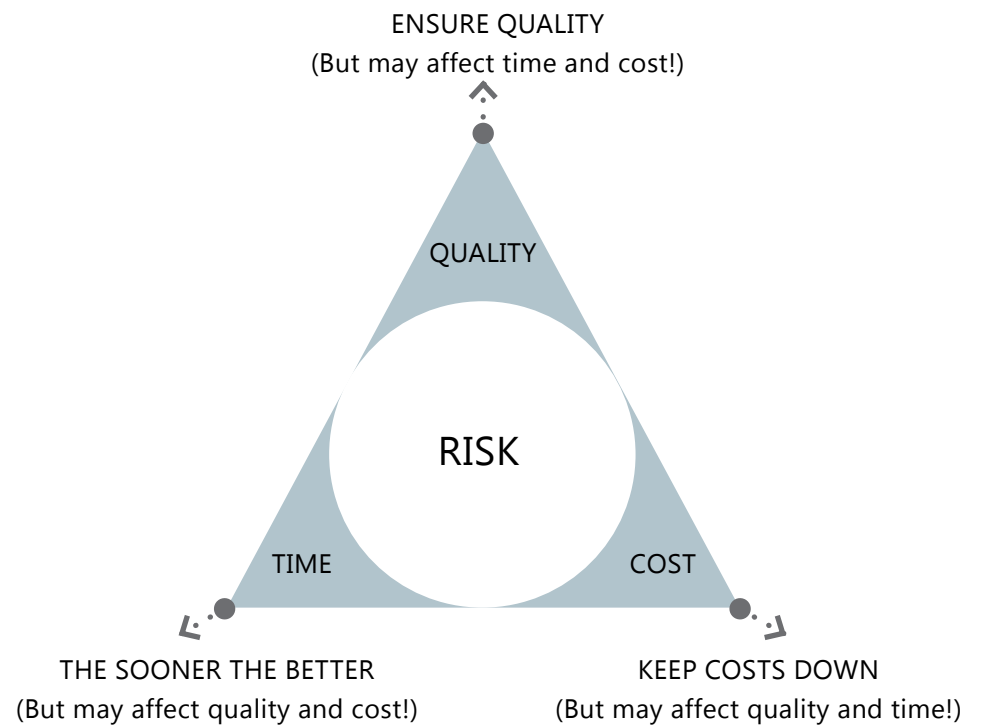 ENSURE QUALITY
(But may affect time and cost!)
QUALITY
RISK
TIME
COST
THE SOONER THE BETTER
(But may affect quality and cost!)
KEEP COSTS DOWN
(But may affect quality and time!)